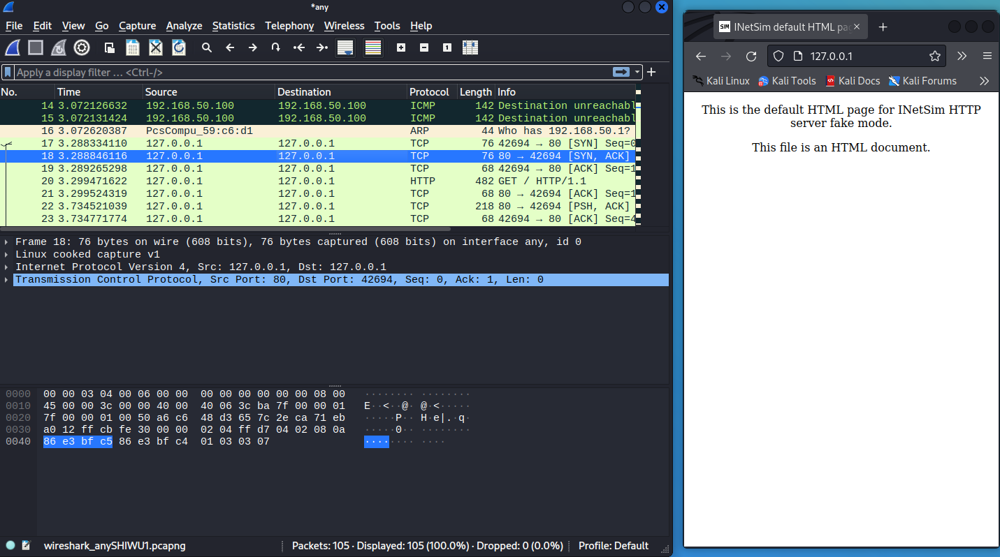 *any
File Edit View Go Capture Analyze Statistics Telephony Wireless Tools Help
Apply a display filter … <Ctrl-/>
No. Time Source Destination Protocol Length Info
14 3.072126632 192.168.50.100 192.168.50.100 ICMP 142 Destination unreachabl
15 3.072131424 192.168.50.100 192.168.50.100 ICMP 142 Destination unreachabl
16 3.072620387 PcsCompu_59:c6:d1 ARP 44 Who has 192.168.50.1?
17 3.288334110 127.0.0.1 127.0.0.1 TCP 76 42694 → 80 [SYN] Seq=0
18 3.288846116 127.0.0.1 127.0.0.1 TCP 76 80 → 42694 [SYN, ACK]
19 3.289265298 127.0.0.1 127.0.0.1 TCP 68 42694 → 80 [ACK] Seq=1
20 3.299471622 127.0.0.1 127.0.0.1 HTTP 482 GET / HTTP/1.1
21 3.299524319 127.0.0.1 127.0.0.1 TCP 68 80 → 42694 [ACK] Seq=1
22 3.734521039 127.0.0.1 127.0.0.1 TCP 218 80 → 42694 [PSH, ACK]
23 3.734771774 127.0.0.1 127.0.0.1 TCP 68 42694 → 80 [ACK] Seq=4
Frame 18: 76 bytes on wire (608 bits), 76 bytes captured (608 bits) on interface any, id 0
Linux cooked capture v1
Internet Protocol Version 4, Src: 127.0.0.1, Dst: 127.0.0.1
Transmission Control Protocol, Src Port: 80, Dst Port: 42694, Seq: 0, Ack: 1, Len: 0
0000 00 00 03 04 00 06 00 00 00 00 00 00 00 00 08 00 ········ ········
0010 45 00 00 3c 00 00 40 00 40 06 3c ba 7f 00 00 01 E··<··@· @·<·····
0020 7f 00 00 01 00 50 a6 c6 48 d3 65 7c 2e ca 71 eb ·····P·· H·e|.·q·
0030 a0 12 ff cb fe 30 00 00 02 04 ff d7 04 02 08 0a ·····0·· ········
0040 86 e3 bf c5 86 e3 bf c4 01 03 03 07 ········ ····
wireshark_anySHIWU1.pcapng Packets: 105 · Displayed: 105 (100.0%) · Dropped: 0 (0.0%) Profile: Default
SIM INetSim default HTML pag
127.0.0.1
Kali Linux Kali Tools Kali Docs Kali Forums
This is the default HTML page for INetSim HTTP
server fake mode.
This file is an HTML document.